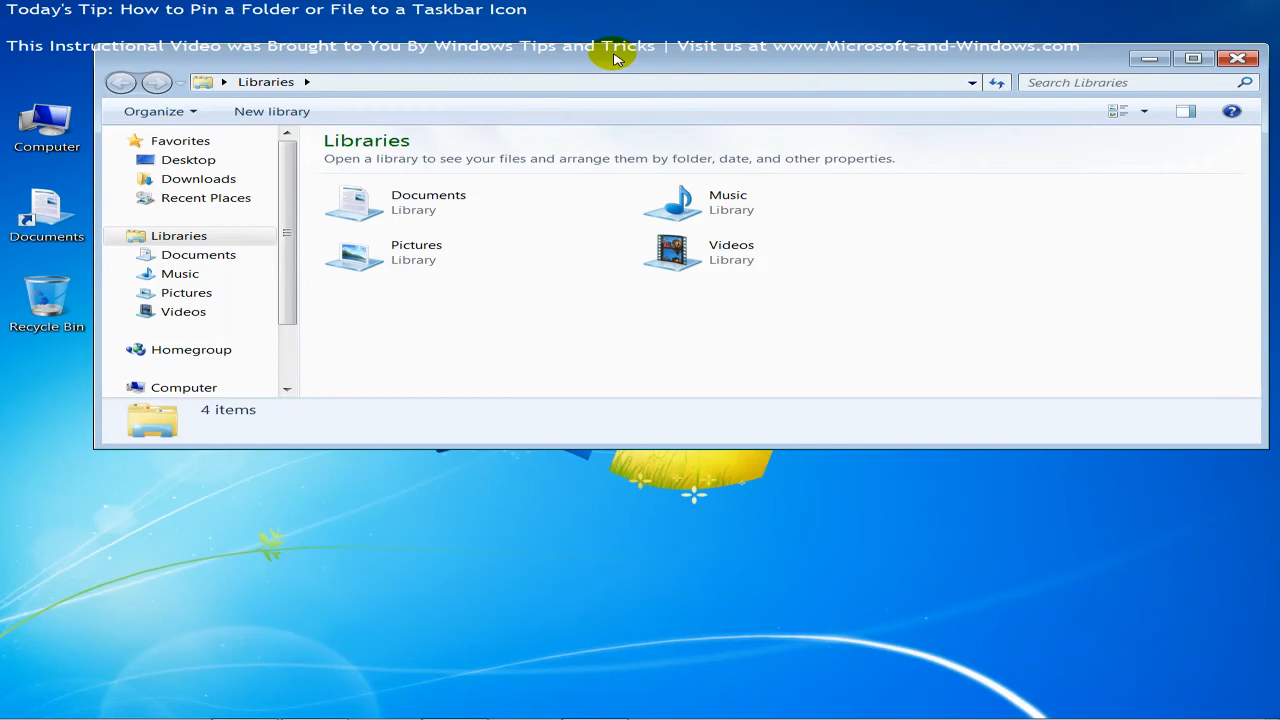 Today's Tip: How to Pin a Folder or File to a Taskbar Icon
This Instructional Video was Brought to You By Windows Tips and Tricks | Visit us at www.Microsoft-and-Windows.com
Libraries
Search Libraries
Organize
New library
Computer
Documents
Recycle Bin
Favorites
Desktop
Downloads
Recent Places
Libraries
Documents
Music
Pictures
Videos
Homegroup
Computer
Libraries
Open a library to see your files and arrange them by folder, date, and other properties.
Documents
Library
Music
Library
Pictures
Library
Videos
Library
4 items